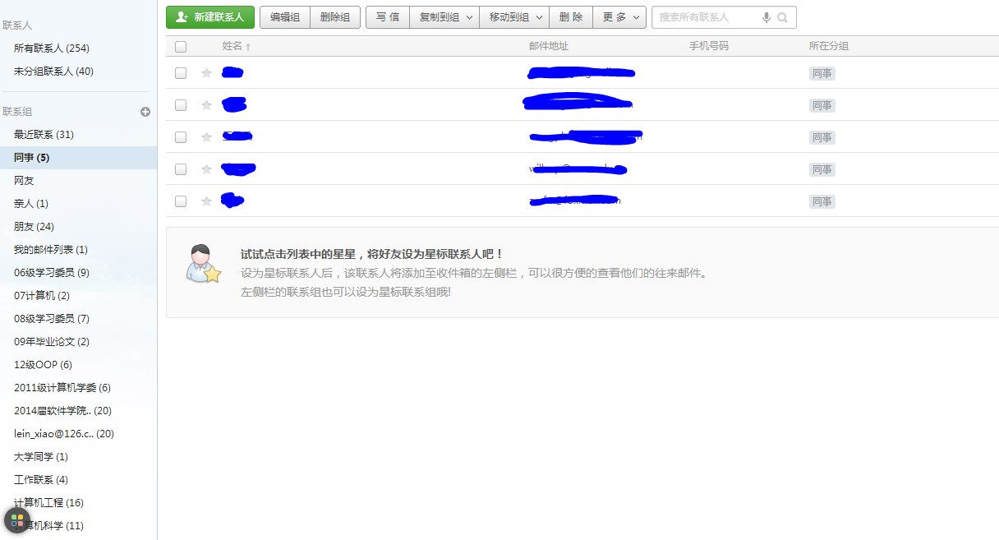 联系人
所有联系人 (254)
未分组联系人 (40)
联系组
最近联系 (31)
同事 (5)
网友
亲人 (1)
朋友 (24)
我的邮件列表 (1)
06级学习委员 (9)
07计算机 (2)
08级学习委员 (7)
09年毕业论文 (2)
12级OOP (6)
2011级计算机学委 (6)
2014届软件学院.. (20)
lein_xiao@126.c.. (20)
大学同学 (1)
工作联系 (4)
计算机工程 (16)
算机科学 (11)
新建联系人 编辑组 删除组 写 信 复制到组 移动到组 删 除 更 多 搜索所有联系人
姓名 ↑ 邮件地址 手机号码 所在分组
同事
同事
同事
同事
同事
试试点击列表中的星星，将好友设为星标联系人吧！
设为星标联系人后，该联系人将添加至收件箱的左侧栏，可以很方便的查看他们的往来邮件。
左侧栏的联系组也可以设为星标联系组哦!